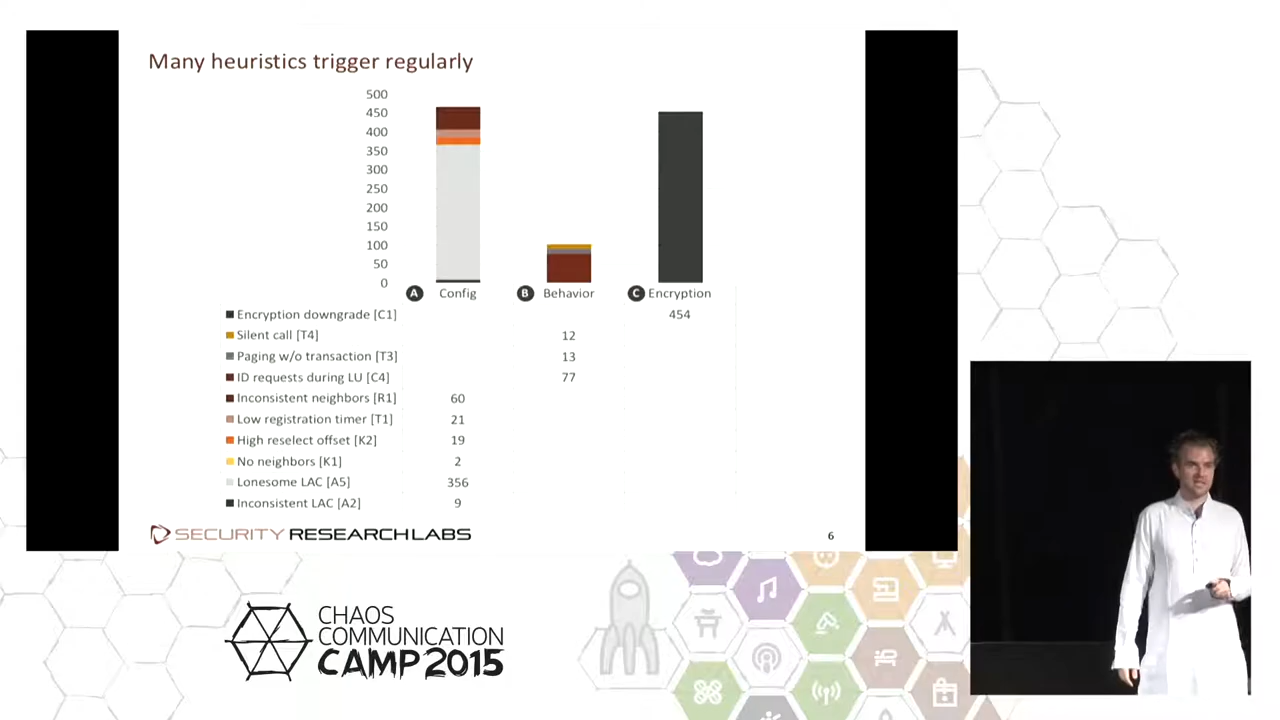 Many heuristics trigger regularly
500
450
400
350
300
250
200
150
100
50
0
A Config
B Behavior
C Encryption
Encryption downgrade [C1] 454
Silent call [T4] 12
Paging w/o transaction [T3] 13
ID requests during LU [C4] 77
Inconsistent neighbors [R1] 60
Low registration timer [T1] 21
High reselect offset [K2] 19
No neighbors [K1] 2
Lonesome LAC [A5] 356
Inconsistent LAC [A2] 9
SECURITY RESEARCH LABS
6
CHAOS
COMMUNICATION
CAMP 2015